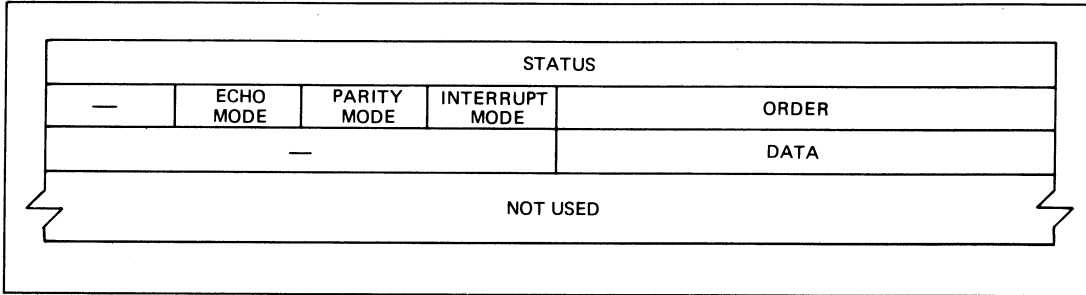 STATUS
— ECHO MODE PARITY MODE INTERRUPT MODE ORDER
— DATA
NOT USED